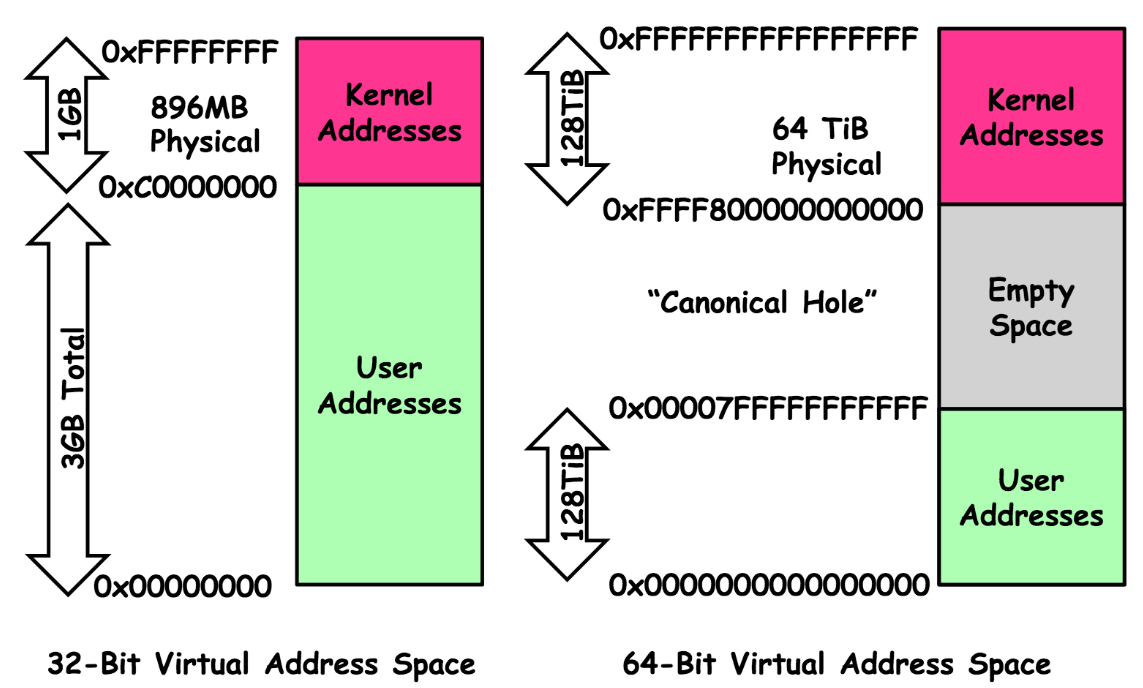 0xFFFFFFFF
1GB
896MB
Physical
Kernel
Addresses
0xC0000000
3GB Total
User
Addresses
0x00000000
32-Bit Virtual Address Space
0xFFFFFFFFFFFFFFFF
128TiB
64 TiB
Physical
Kernel
Addresses
0xFFFF800000000000
“Canonical Hole”
Empty
Space
0x00007FFFFFFFFFFF
128TiB
User
Addresses
0x0000000000000000
64-Bit Virtual Address Space